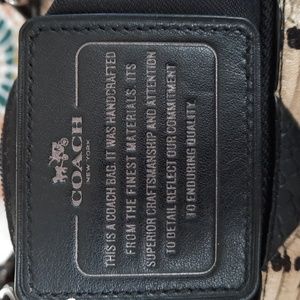 COACH
NEW YORK
THIS IS A COACH BAG. IT WAS HANDCRAFTED
FROM THE FINEST MATERIALS. ITS
SUPERIOR CRAFTSMANSHIP AND ATTENTION
TO DETAIL REFLECT OUR COMMITMENT
TO ENDURING QUALITY.